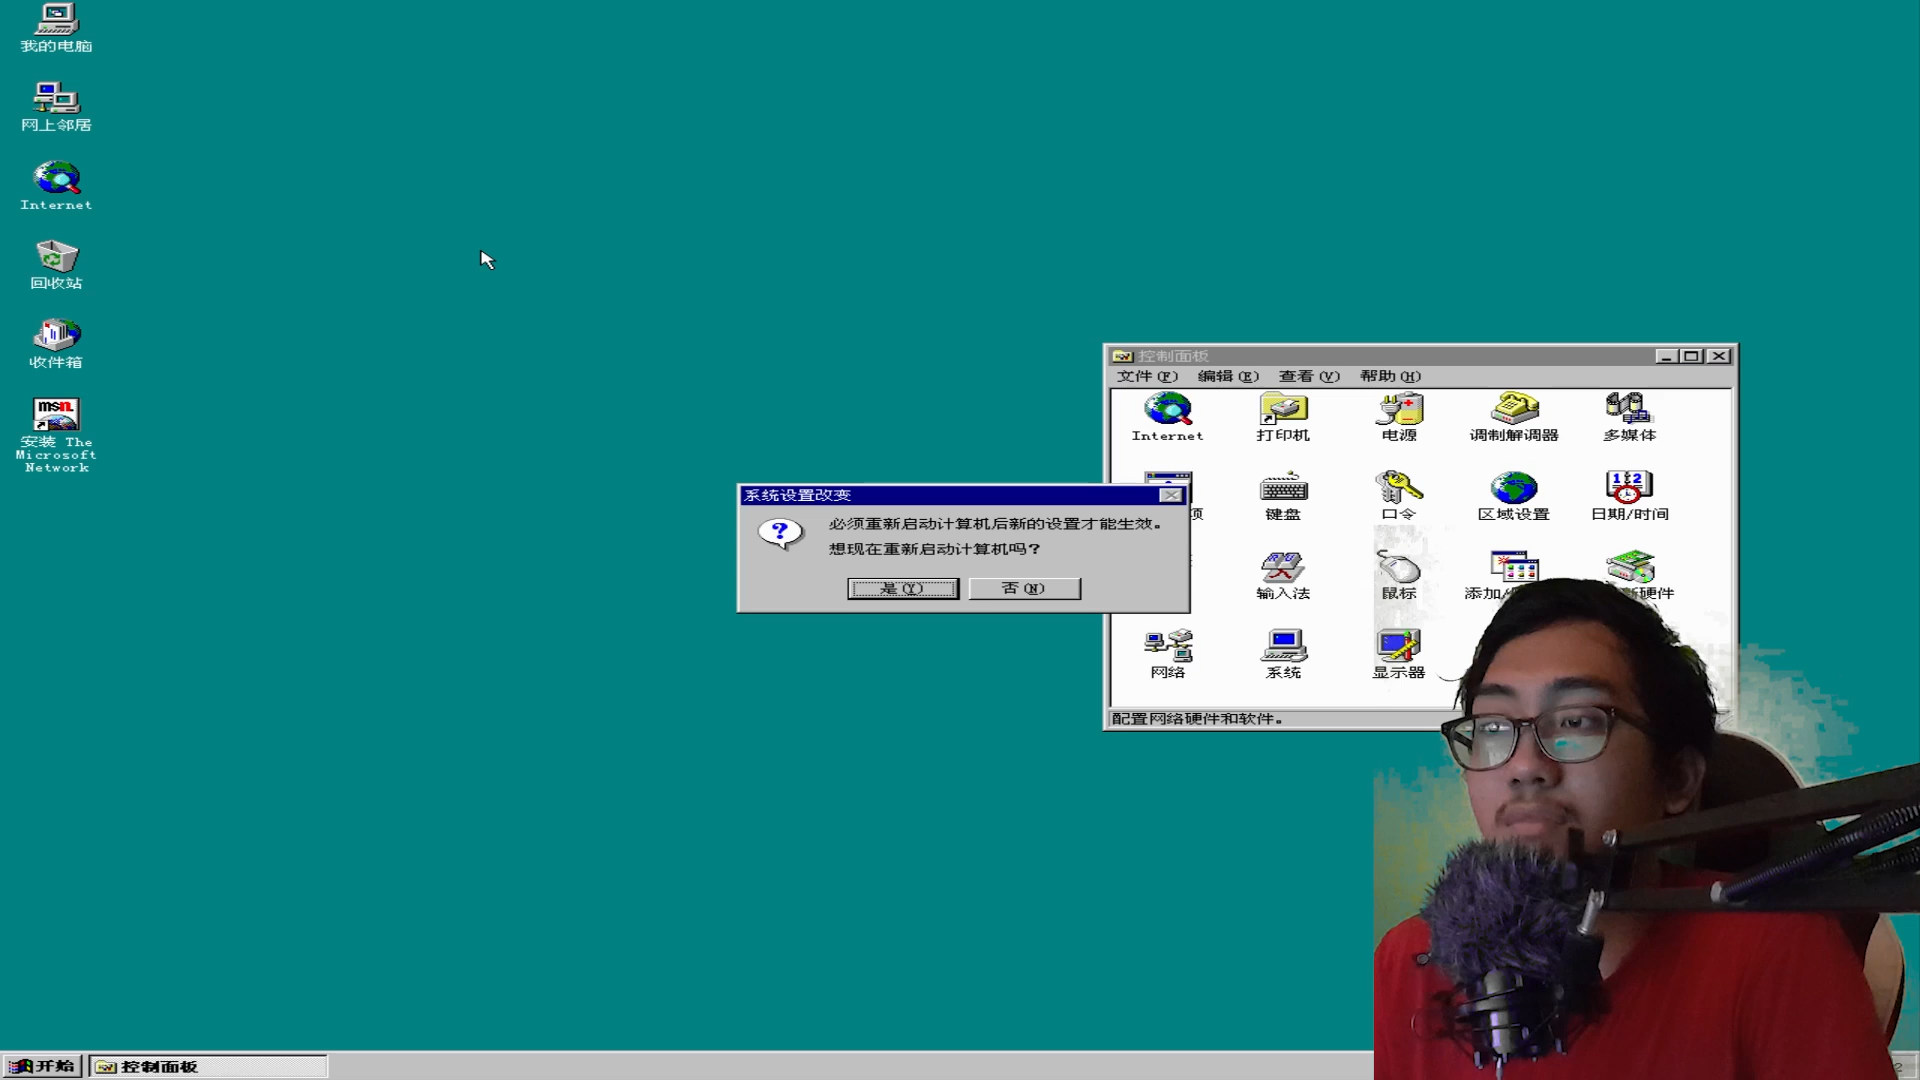 我的电脑
网上邻居
Internet
回收站
收件箱
msn.
安装 The
Microsoft
Network
控制面板
文件(F) 编辑(E) 查看(V) 帮助(H)
Internet 打印机 电源 调制解调器 多媒体
项 键盘 口令 区域设置 日期/时间
输入法 鼠标 添加/ 硬件
网络 系统 显示器
配置网络硬件和软件。
系统设置改变
必须重新启动计算机后新的设置才能生效。
想现在重新启动计算机吗?
是(Y) 否(N)
开始 控制面板